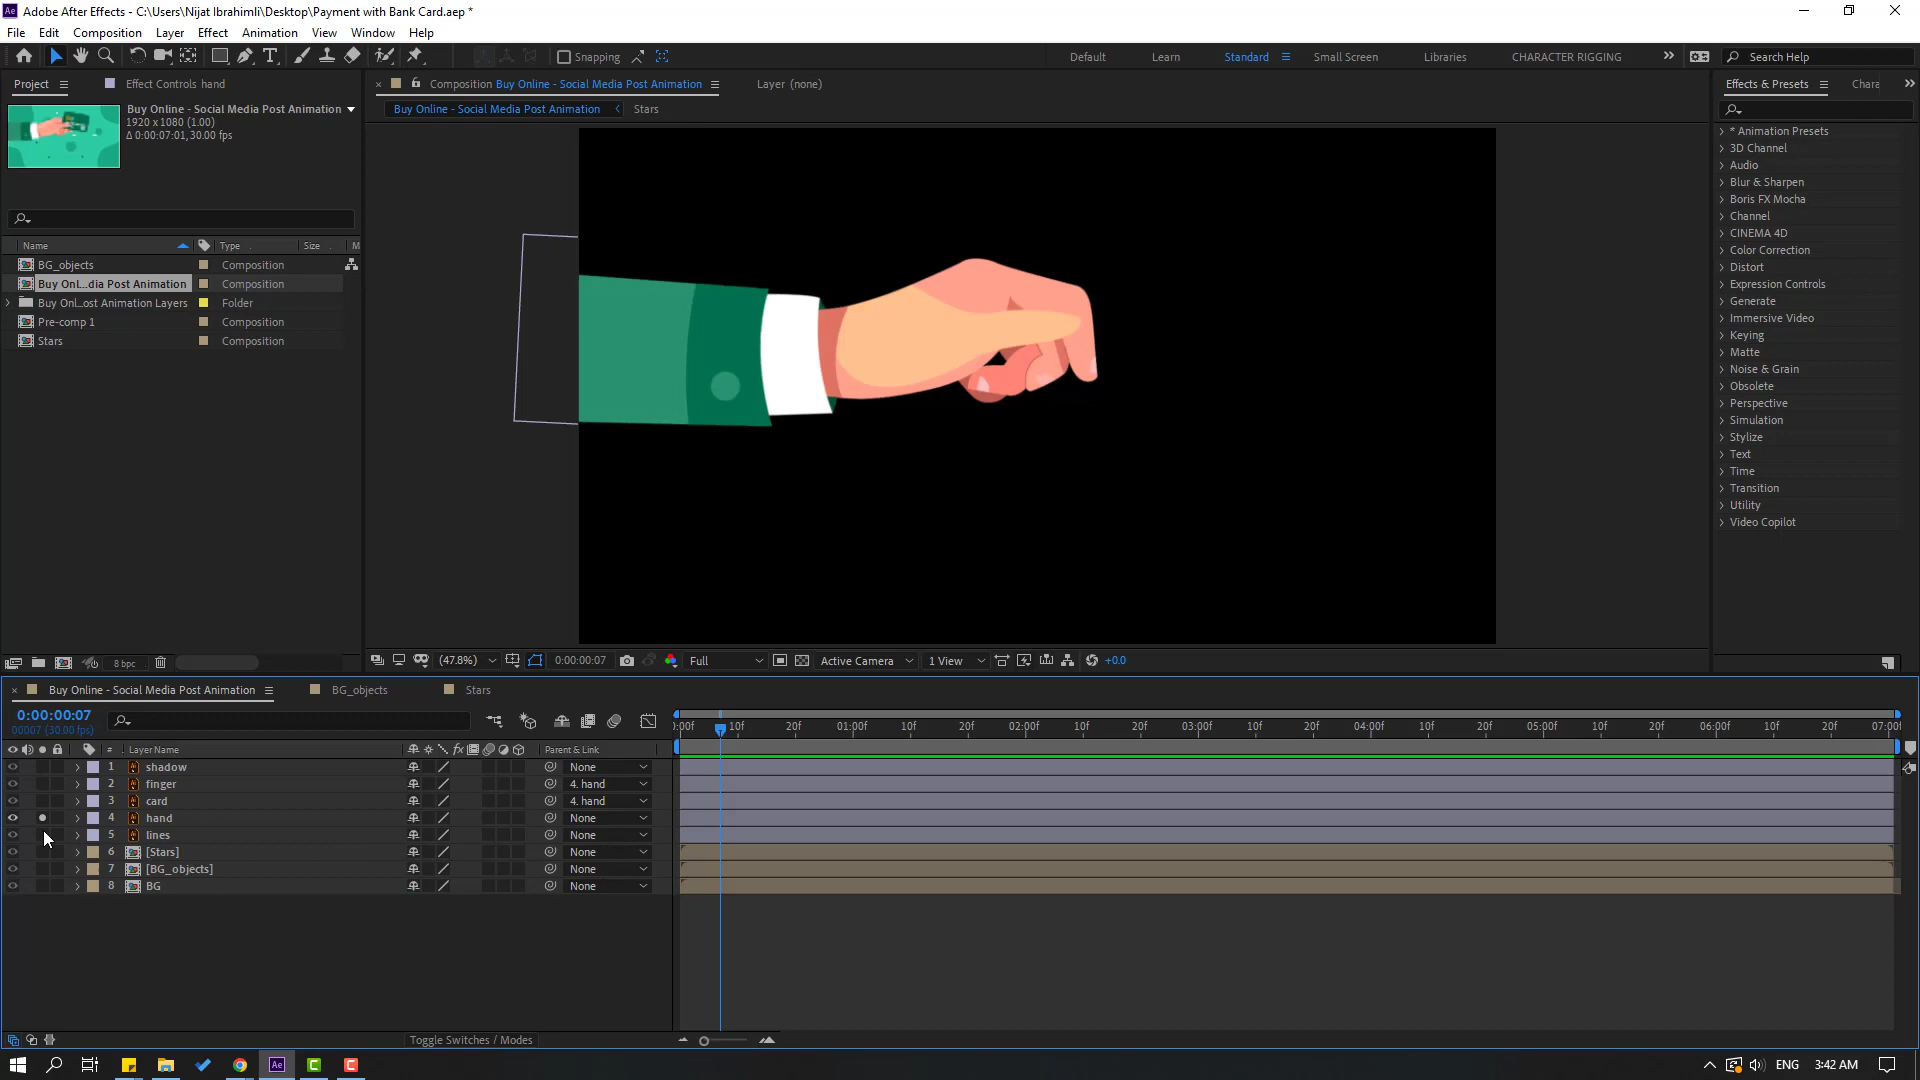 Adobe After Effects - C:\Users\Nijat Ibrahimli\Desktop\Payment with Bank Card.aep *
File Edit Composition Layer Effect Animation View Window Help
Snapping
Default Learn Standard Small Screen Libraries CHARACTER RIGGING Search Help
Project Effect Controls hand
Composition Buy Online - Social Media Post Animation Layer (none)
Effects & Presets Chara
Buy Online - Social Media Post Animation
1920 x 1080 (1.00)
Δ 0:00:07:01, 30.00 fps
Buy Online - Social Media Post Animation Stars
Name Type Size M
BG_objects Composition
Buy Onl...dia Post Animation Composition
Buy Onl...ost Animation Layers Folder
Pre-comp 1 Composition
Stars Composition
* Animation Presets
3D Channel
Audio
Blur & Sharpen
Boris FX Mocha
Channel
CINEMA 4D
Color Correction
Distort
Expression Controls
Generate
Immersive Video
Keying
Matte
Noise & Grain
Obsolete
Perspective
Simulation
Stylize
Text
Time
Transition
Utility
Video Copilot
8 bpc
(47.8%) 0:00:00:07 Full Active Camera 1 View +0.0
Buy Online - Social Media Post Animation BG_objects Stars
0:00:00:07
00007 (30.00 fps)
:00f 10f 20f 01:00f 10f 20f 02:00f 10f 20f 03:00f 10f 20f 04:00f 10f 20f 05:00f 10f 20f 06:00f 10f 20f 07:00f
# Layer Name fx Parent & Link
1 shadow None
2 finger 4. hand
3 card 4. hand
4 hand None
5 lines None
6 [Stars] None
7 [BG_objects] None
8 BG None
Toggle Switches / Modes
Ae ENG 3:42 AM